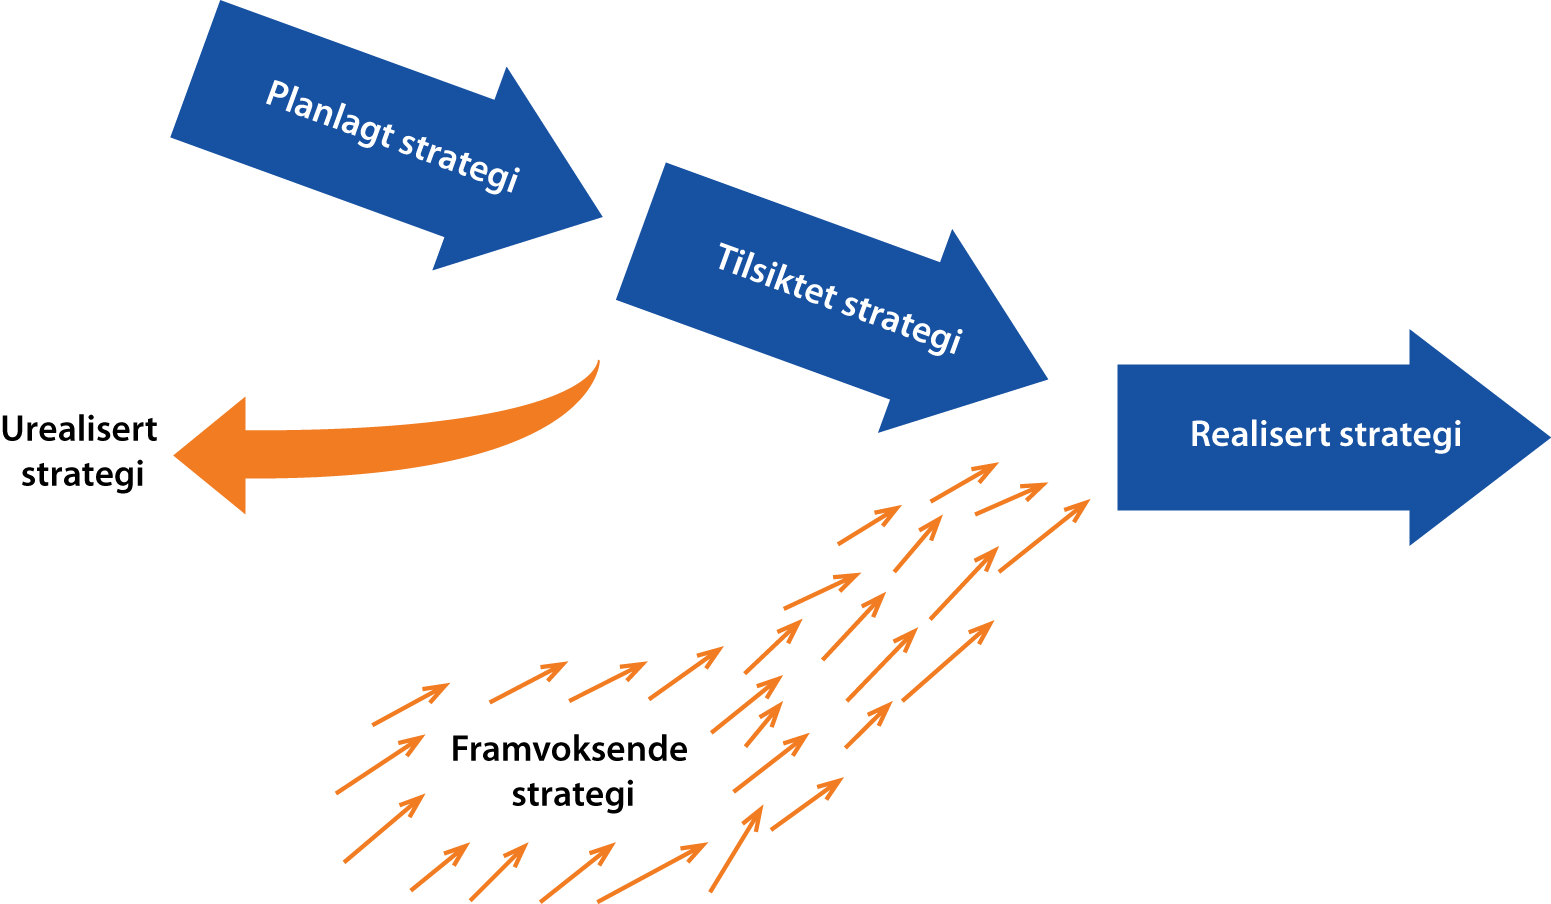 Planlagt strategi
Tilsiktet strategi
Urealisert
strategi
Realisert strategi
Framvoksende
strategi